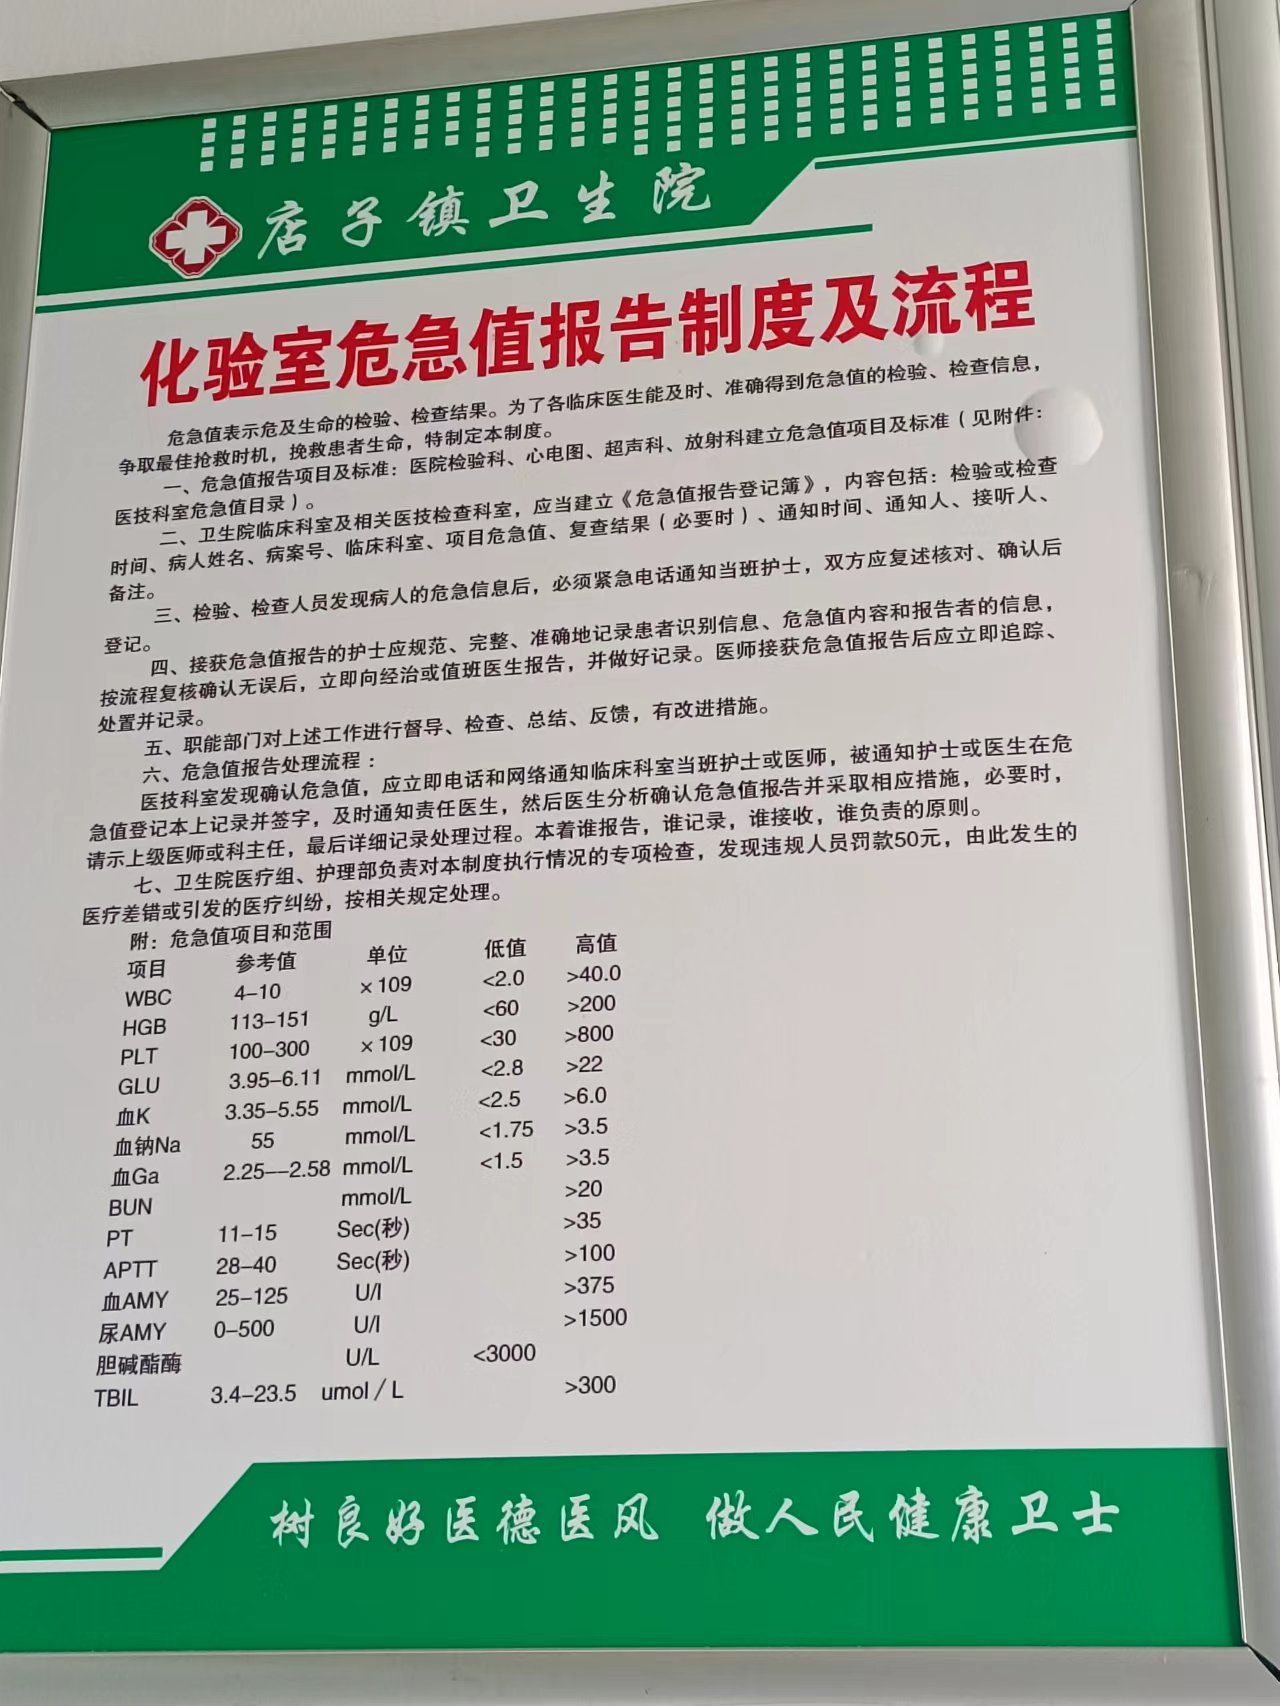 店子镇卫生院
化验室危急值报告制度及流程
危急值表示危及生命的检验、检查结果。为了各临床医生能及时、准确得到危急值的检验、检查信息，
争取最佳抢救时机，挽救患者生命，特制定本制度。
一、危急值报告项目及标准：医院检验科、心电图、超声科、放射科建立危急值项目及标准（见附件：
医技科室危急值目录）。
二、卫生院临床科室及相关医技检查科室，应当建立《危急值报告登记簿》，内容包括：检验或检查
时间、病人姓名、病案号、临床科室、项目危急值、复查结果（必要时）、通知时间、通知人、接听人、
备注。
三、检验、检查人员发现病人的危急信息后，必须紧急电话通知当班护士，双方应复述核对、确认后
登记。
四、接获危急值报告的护士应规范、完整、准确地记录患者识别信息、危急值内容和报告者的信息，
按流程复核确认无误后，立即向经治或值班医生报告，并做好记录。医师接获危急值报告后应立即追踪、
处置并记录。
五、职能部门对上述工作进行督导、检查、总结、反馈，有改进措施。
六、危急值报告处理流程：
医技科室发现确认危急值，应立即电话和网络通知临床科室当班护士或医师，被通知护士或医生在危
急值登记本上记录并签字，及时通知责任医生，然后医生分析确认危急值报告并采取相应措施，必要时，
请示上级医师或科主任，最后详细记录处理过程。本着谁报告，谁记录，谁接收，谁负责的原则。
七、卫生院医疗组、护理部负责对本制度执行情况的专项检查，发现违规人员罚款50元，由此发生的
医疗差错或引发的医疗纠纷，按相关规定处理。
附：危急值项目和范围
项目 参考值 单位 低值 高值
WBC 4–10 ×109 <2.0 >40.0
HGB 113–151 g/L <60 >200
PLT 100–300 ×109 <30 >800
GLU 3.95–6.11 mmol/L <2.8 >22
血K 3.35–5.55 mmol/L <2.5 >6.0
血钠Na 55 mmol/L <1.75 >3.5
血Ga 2.25––2.58 mmol/L <1.5 >3.5
BUN mmol/L >20
PT 11–15 Sec(秒) >35
APTT 28–40 Sec(秒) >100
血AMY 25–125 U/l >375
尿AMY 0–500 U/l >1500
胆碱酯酶 U/L <3000
TBIL 3.4–23.5 umol／L >300
树良好医德医风 做人民健康卫士